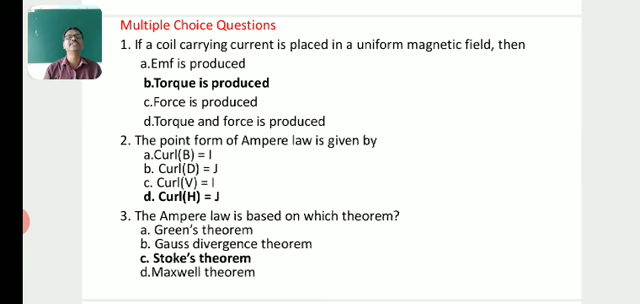 Multiple Choice Questions
1. If a coil carrying current is placed in a uniform magnetic field, then
a.Emf is produced
b.Torque is produced
c.Force is produced
d.Torque and force is produced
2. The point form of Ampere law is given by
a.Curl(B) = I
b. Curl(D) = J
c. Curl(V) = I
d. Curl(H) = J
3. The Ampere law is based on which theorem?
a. Green's theorem
b. Gauss divergence theorem
c. Stoke's theorem
d.Maxwell theorem